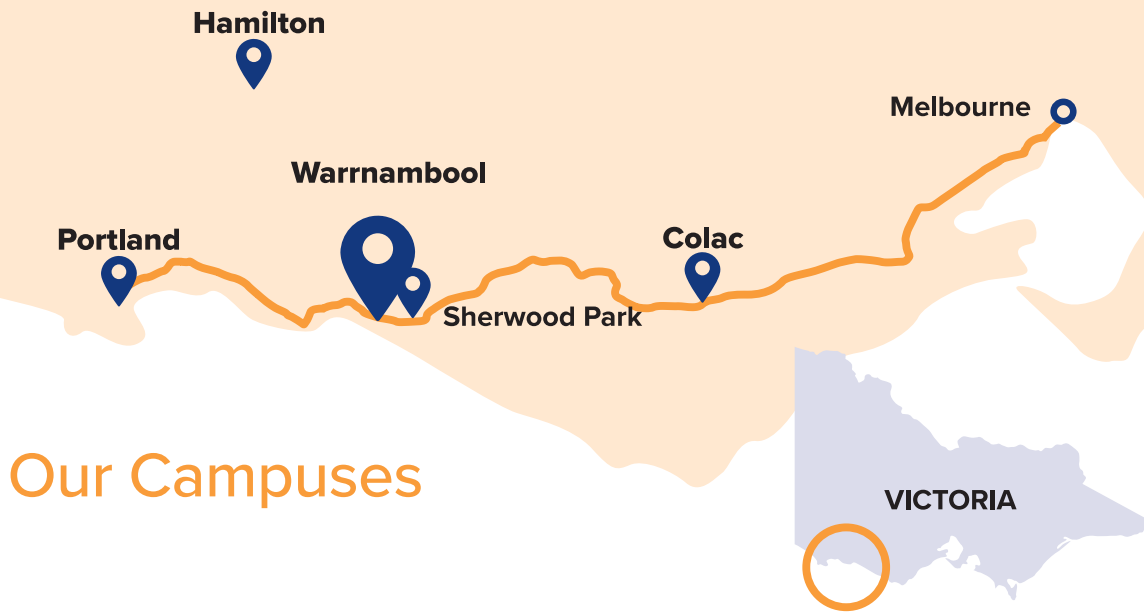 Hamilton
Melbourne
Warrnambool
Portland
Colac
Sherwood Park
Our Campuses
VICTORIA